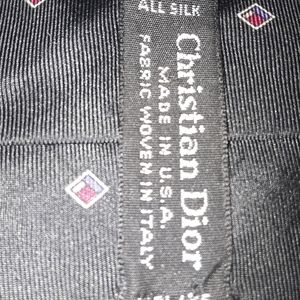 ALL SILK
Christian Dior
MADE IN U.S.A.
FABRIC WOVEN IN ITALY